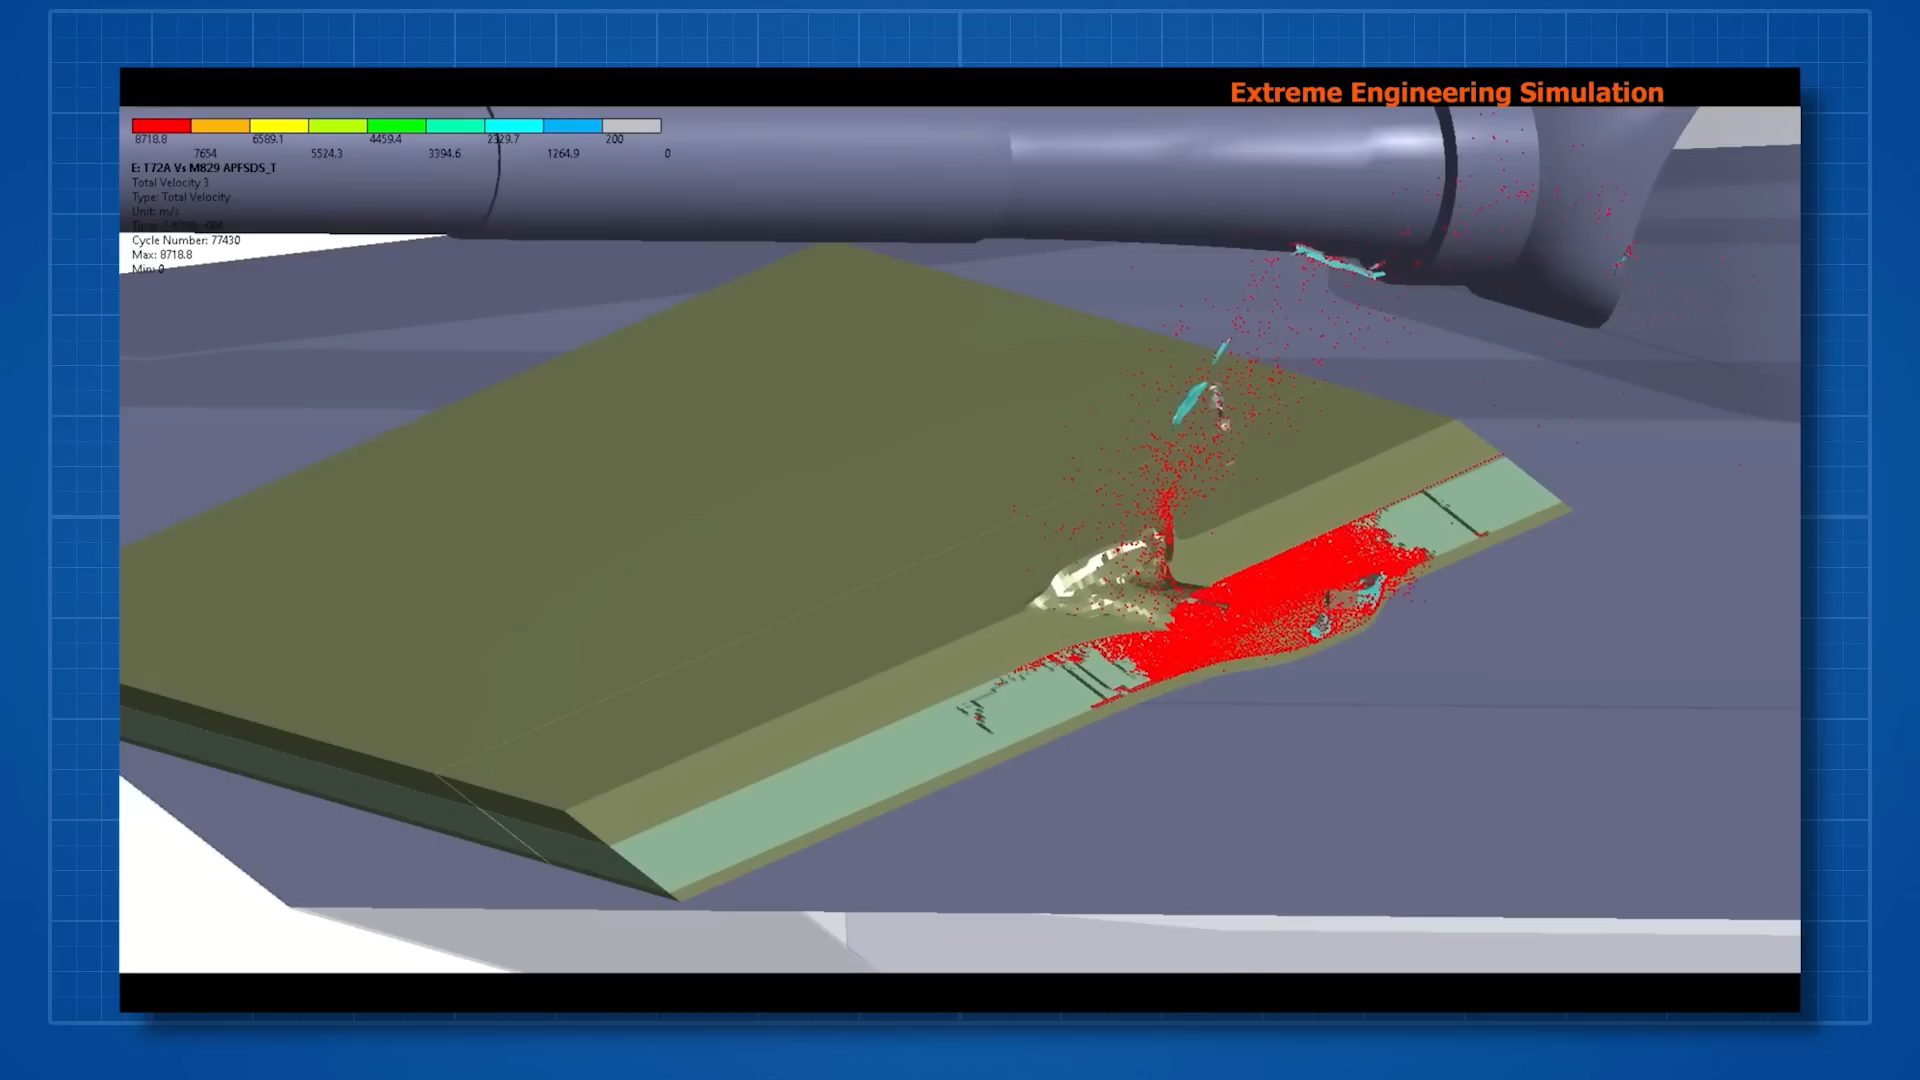 Extreme Engineering Simulation
8718.8 6589.1 4459.4 2329.7 200
7654 5524.3 3394.6 1264.9 0
E: T72A Vs M829 APFSDS_T
Total Velocity 3
Type: Total Velocity
Unit: m/s
Cycle Number: 77430
Max: 8718.8
Min: 0